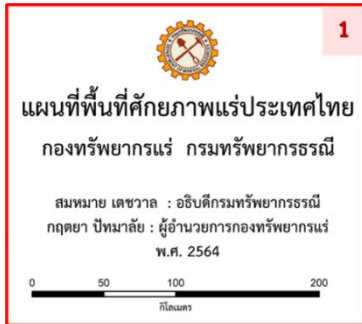 1
แผนที่พื้นที่ศักยภาพแร่ประเทศไทย
กองทรัพยากรแร่ กรมทรัพยากรธรณี
สมหมาย เตชวาล : อธิบดีกรมทรัพยากรธรณี
กฤตยา ปัทมาลัย : ผู้อำนวยการกองทรัพยากรแร่
พ.ศ. 2564
0 50 100 200
กิโลเมตร